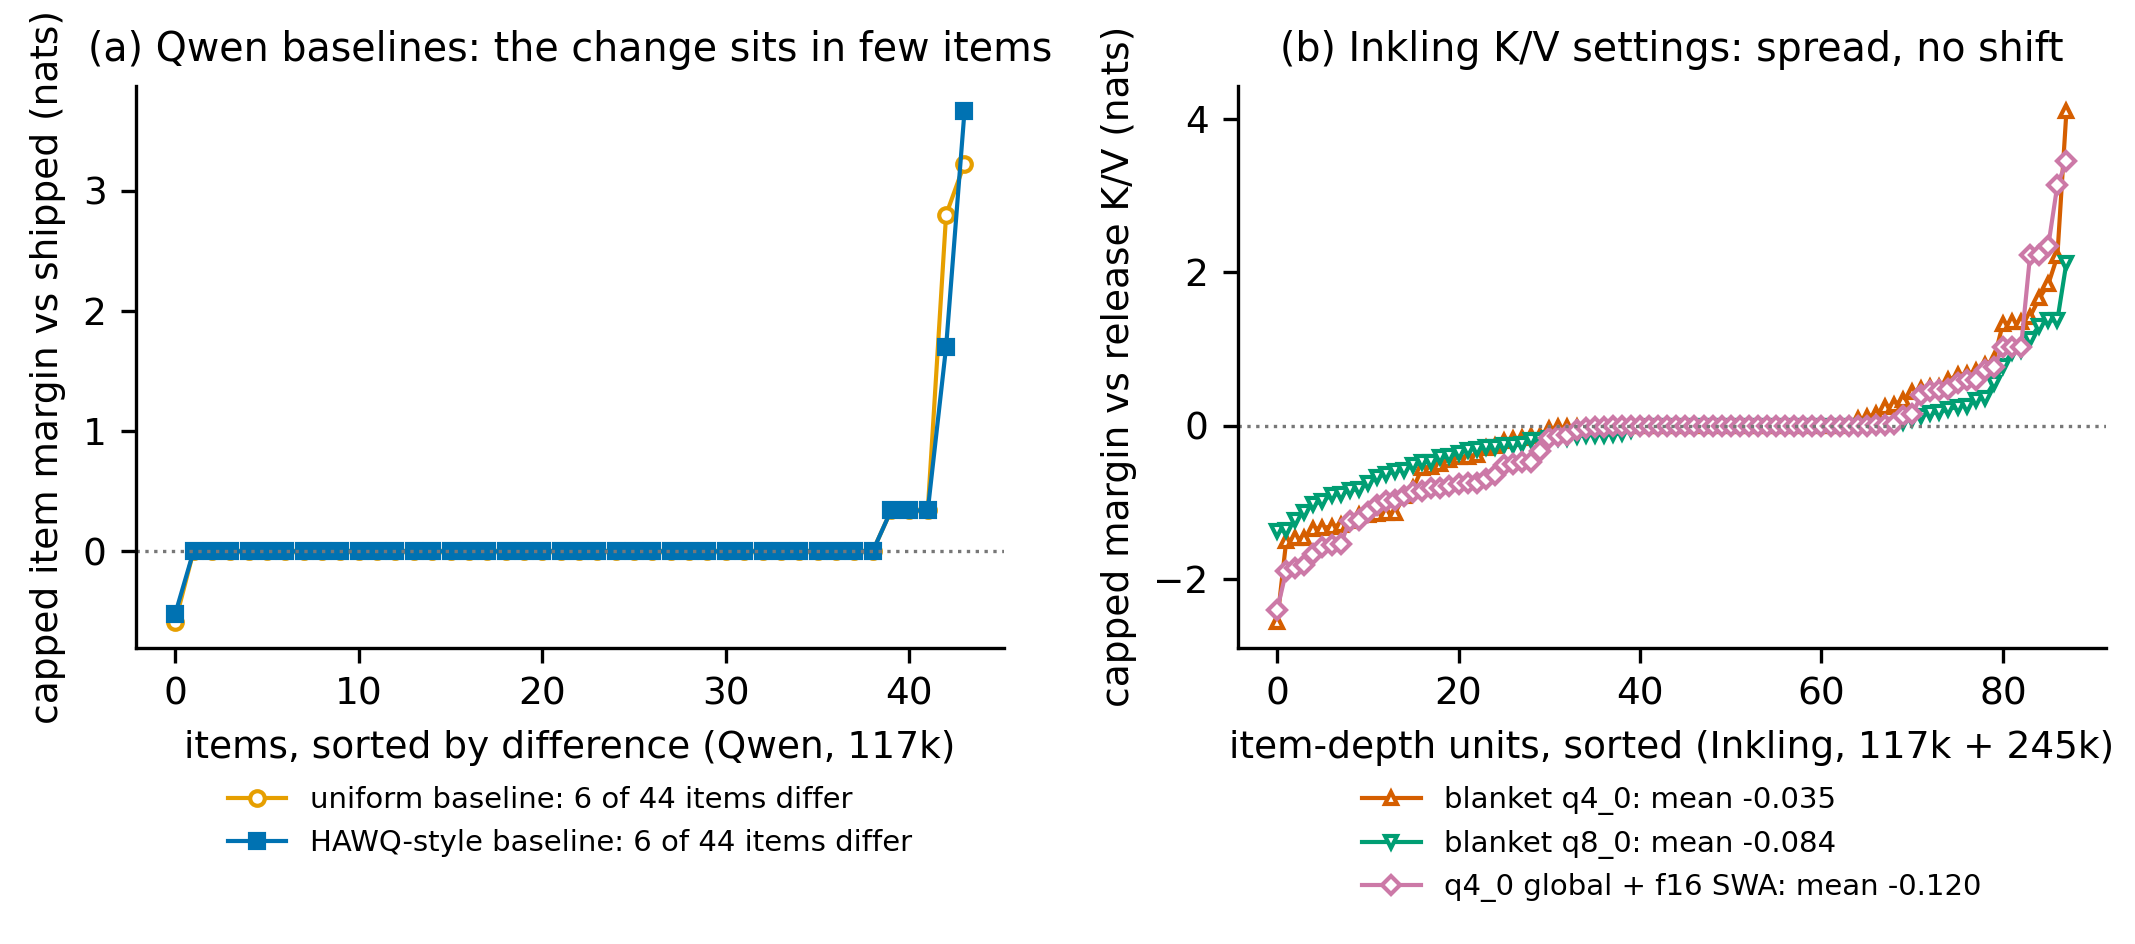 (a) Qwen baselines: the change sits in few items
capped item margin vs shipped (nats)
3
2
1
0
0
10
20
30
40
items, sorted by difference (Qwen, 117k)
uniform baseline: 6 of 44 items differ
HAWQ-style baseline: 6 of 44 items differ
(b) Inkling K/V settings: spread, no shift
capped margin vs release K/V (nats)
4
2
0
−2
0
20
40
60
80
item-depth units, sorted (Inkling, 117k + 245k)
blanket q4_0: mean -0.035
blanket q8_0: mean -0.084
q4_0 global + f16 SWA: mean -0.120